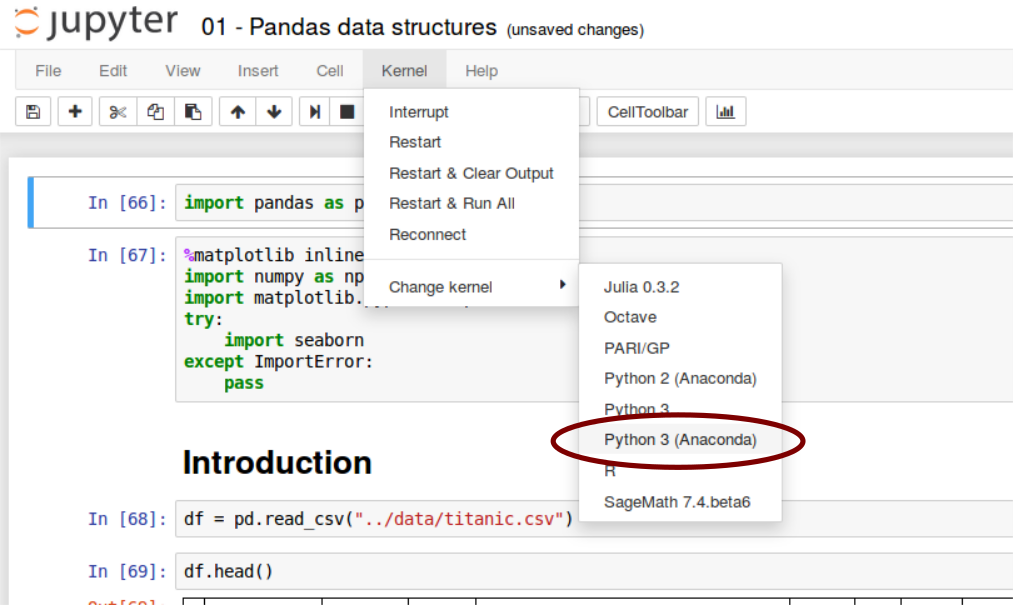 jupyter 01 - Pandas data structures (unsaved changes)
File Edit View Insert Cell Kernel Help
CellToolbar
Interrupt
Restart
Restart & Clear Output
Restart & Run All
Reconnect
Change kernel
Julia 0.3.2
Octave
PARI/GP
Python 2 (Anaconda)
Python 3
Python 3 (Anaconda)
R
SageMath 7.4.beta6
In [66]: import pandas as p
In [67]: %matplotlib inline
import numpy as np
import matplotlib.
try:
    import seaborn
except ImportError:
    pass
Introduction
In [68]: df = pd.read_csv("../data/titanic.csv")
In [69]: df.head()